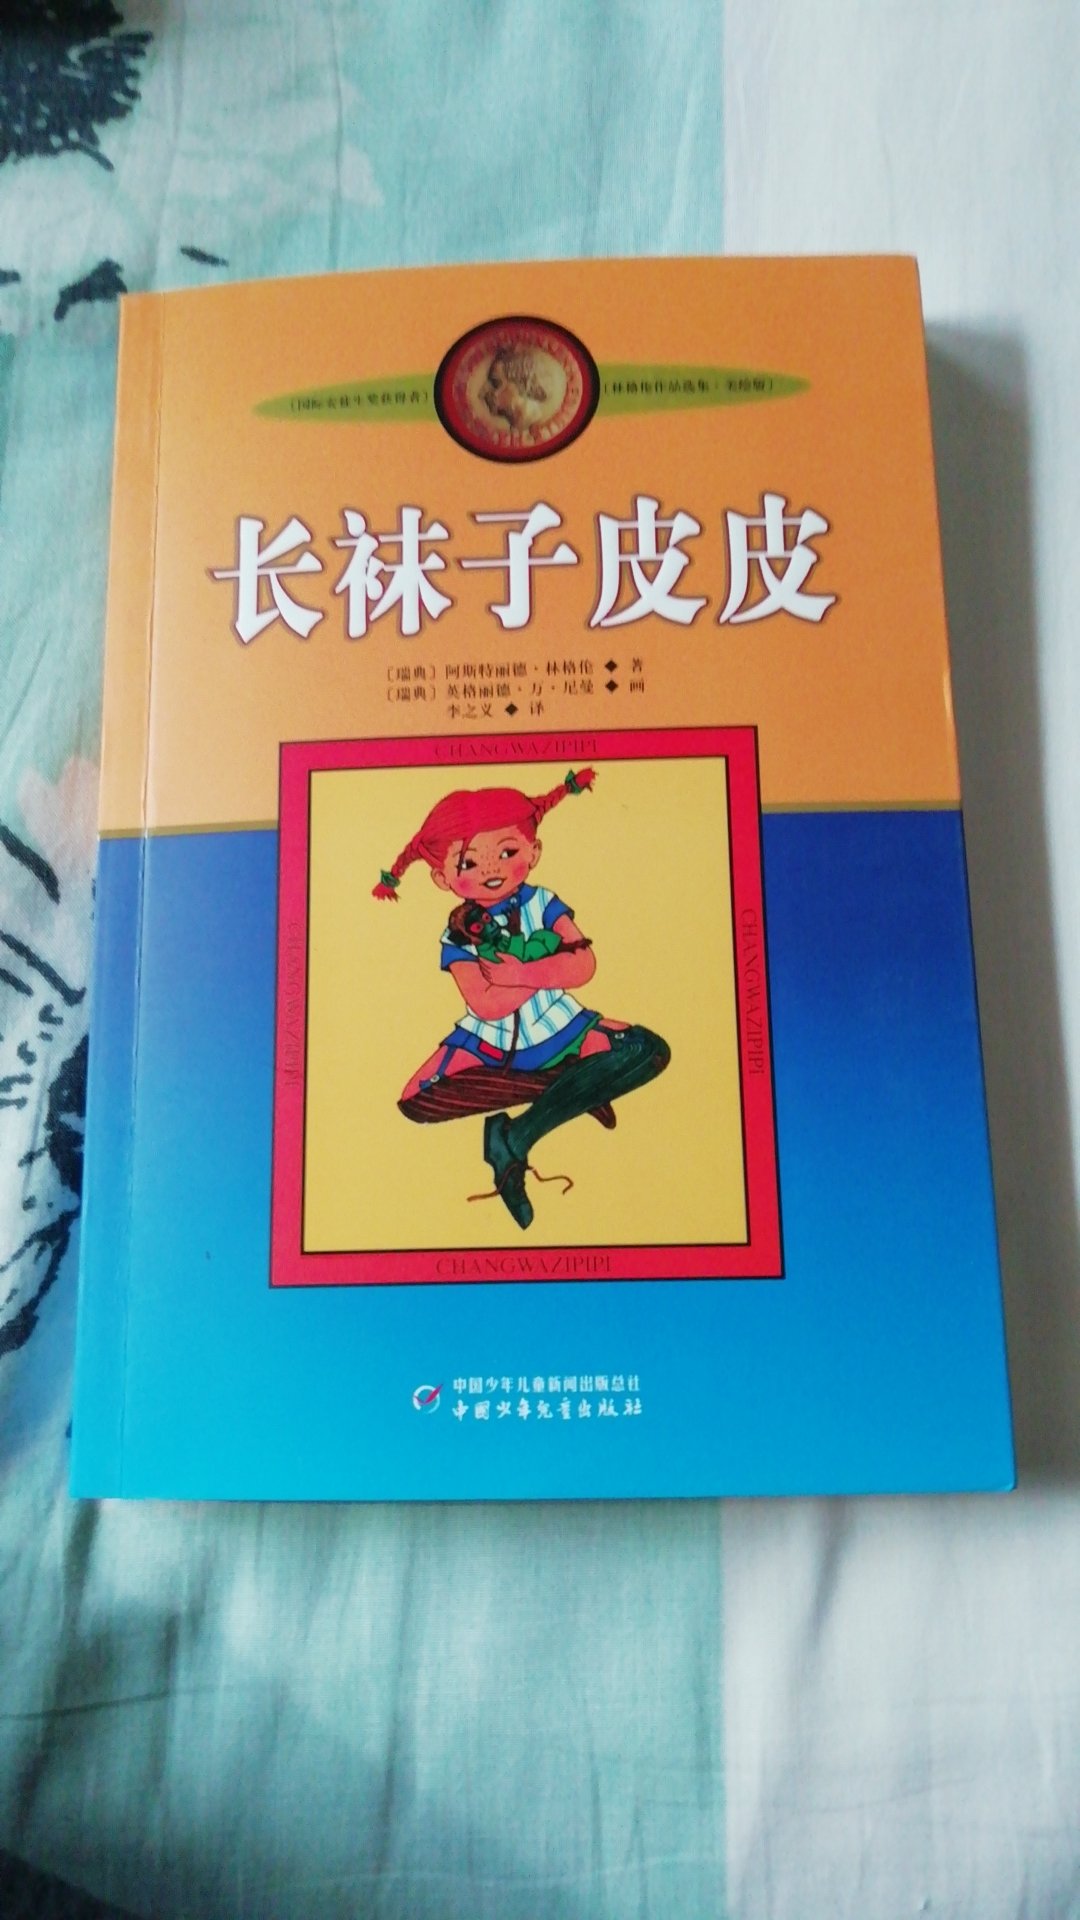 〔国际安徒生奖获得者〕
〔林格伦作品选集·美绘版〕
长袜子皮皮
〔瑞典〕阿斯特丽德·林格伦◆著
〔瑞典〕英格丽德·万·尼曼◆画
李之义◆译
CHANGWAZIPIPI
CHANGWAZIPIPI
CHANGWAZIPIPI
CHANGWAZIPIPI
中国少年儿童新闻出版总社
中国少年儿童出版社